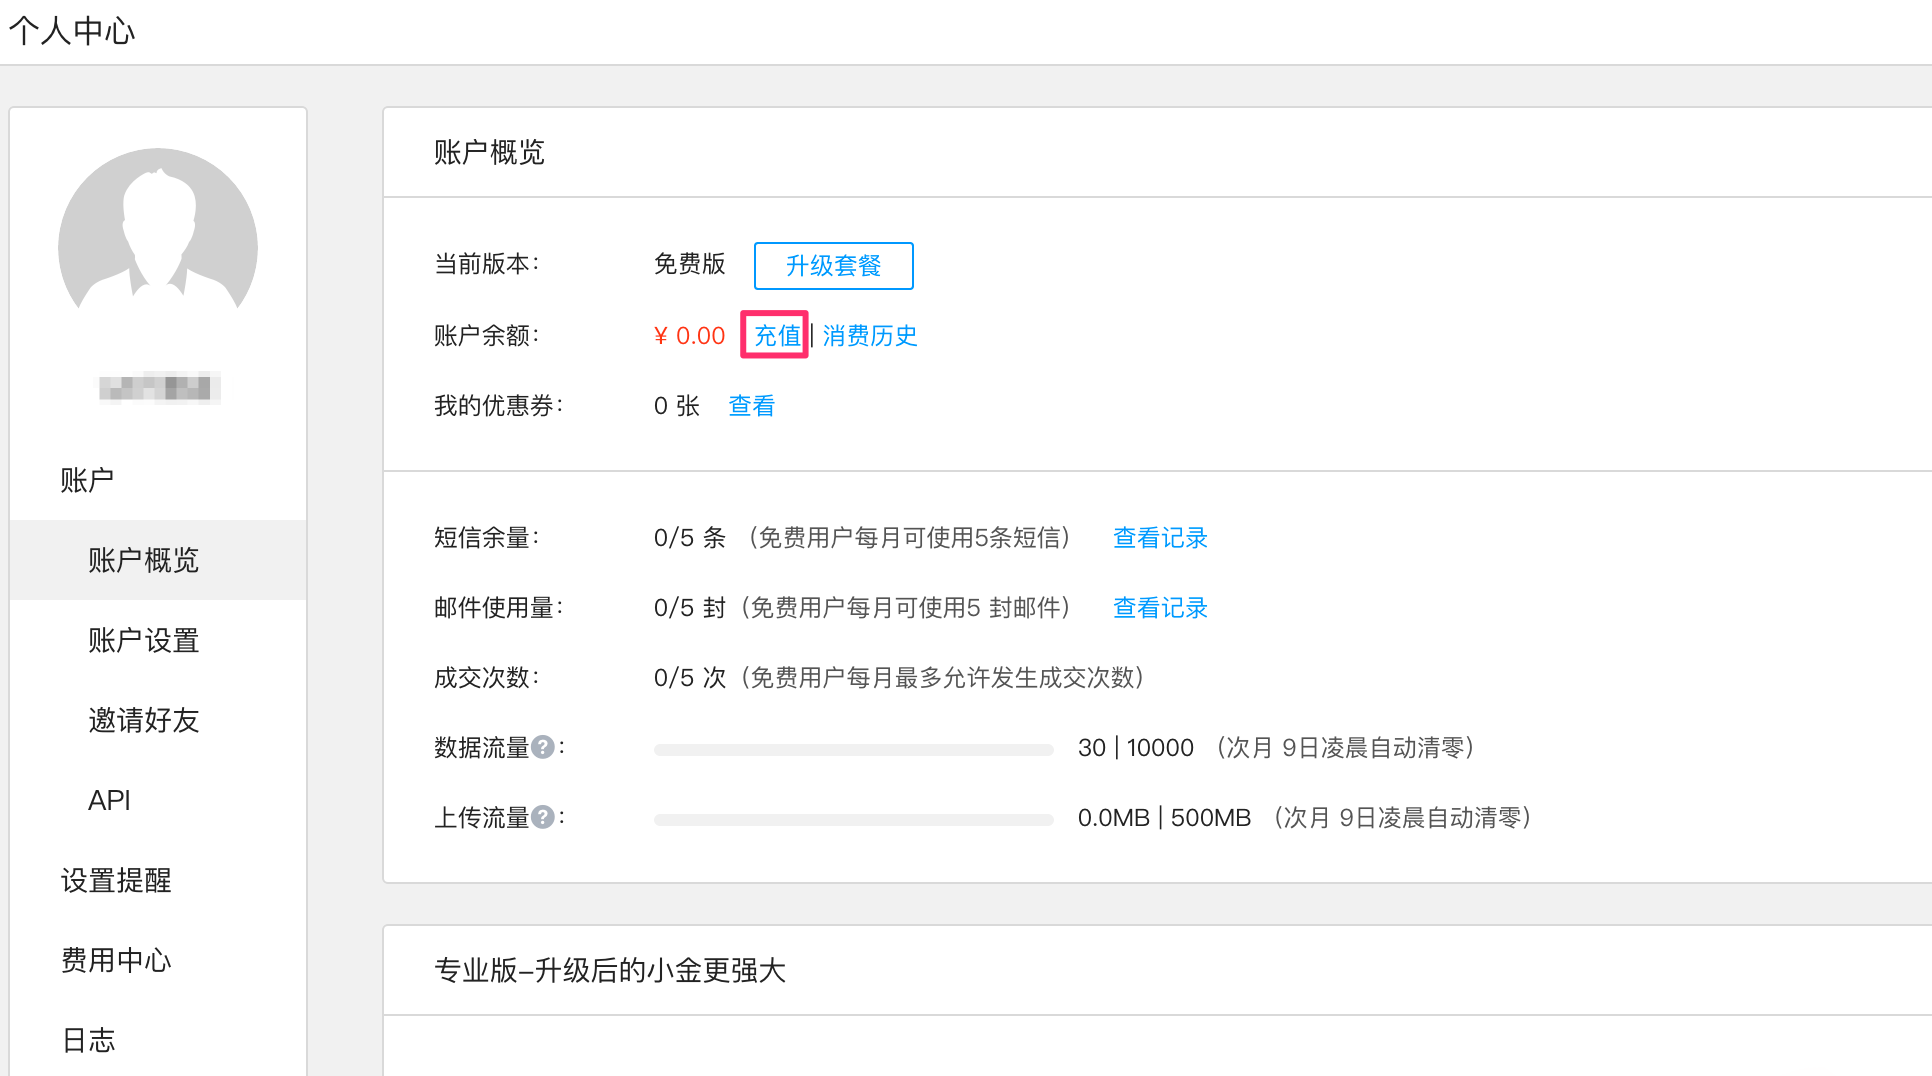 个人中心
账户
账户概览
账户设置
邀请好友
API
设置提醒
费用中心
日志
账户概览
当前版本： 免费版 升级套餐
账户余额： ¥ 0.00 充值 | 消费历史
我的优惠券： 0 张 查看
短信余量： 0/5 条 （免费用户每月可使用5条短信） 查看记录
邮件使用量： 0/5 封（免费用户每月可使用5 封邮件） 查看记录
成交次数： 0/5 次（免费用户每月最多允许发生成交次数）
数据流量?： 30 | 10000 （次月 9日凌晨自动清零）
上传流量?： 0.0MB | 500MB （次月 9日凌晨自动清零）
专业版–升级后的小金更强大